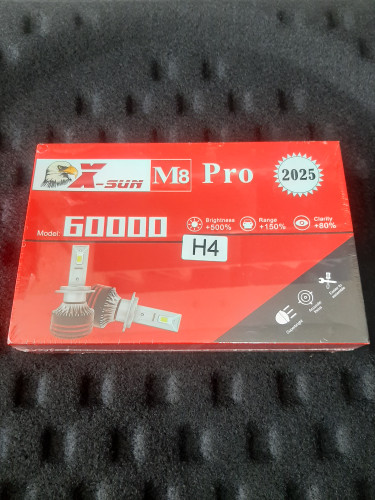 X-SUN M8 Pro 2025
Model: 60000
Brightness +500%
Range +150%
Clarity +80%
H4